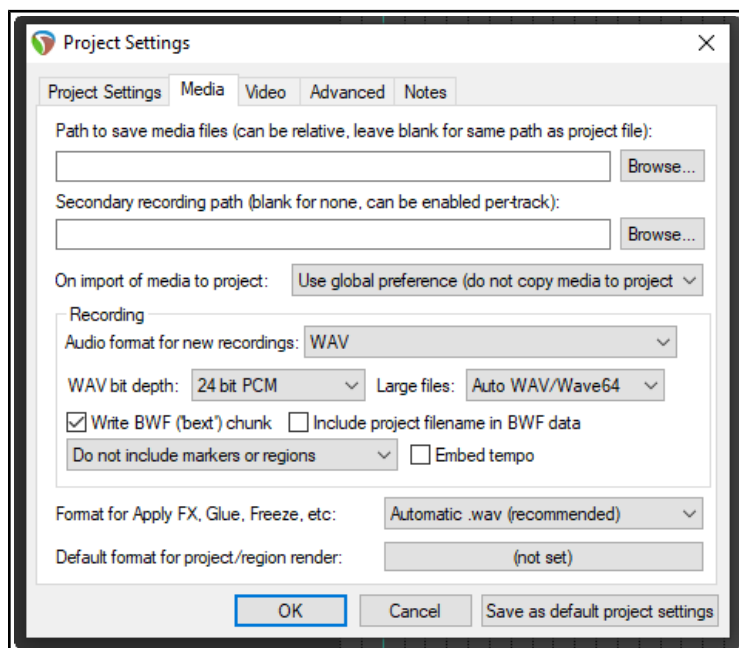 Project Settings
Project Settings Media Video Advanced Notes
Path to save media files (can be relative, leave blank for same path as project file):
Browse...
Secondary recording path (blank for none, can be enabled per-track):
Browse...
On import of media to project: Use global preference (do not copy media to project
Recording
Audio format for new recordings: WAV
WAV bit depth: 24 bit PCM Large files: Auto WAV/Wave64
Write BWF ('bext') chunk Include project filename in BWF data
Do not include markers or regions Embed tempo
Format for Apply FX, Glue, Freeze, etc: Automatic .wav (recommended)
Default format for project/region render: (not set)
OK Cancel Save as default project settings